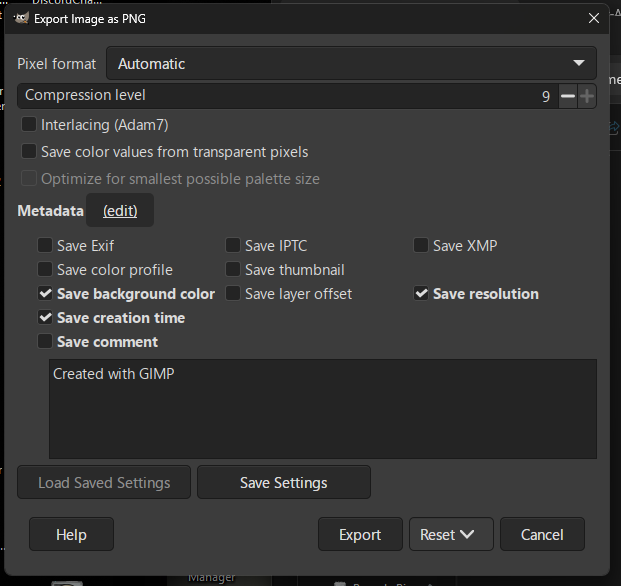 DiscordCha...
Export Image as PNG
Pixel format Automatic
Compression level 9
Interlacing (Adam7)
Save color values from transparent pixels
Optimize for smallest possible palette size
Metadata (edit)
Save Exif Save IPTC Save XMP
Save color profile Save thumbnail
Save background color Save layer offset Save resolution
Save creation time
Save comment
Created with GIMP
Load Saved Settings Save Settings
Help Export Reset Cancel
Manager